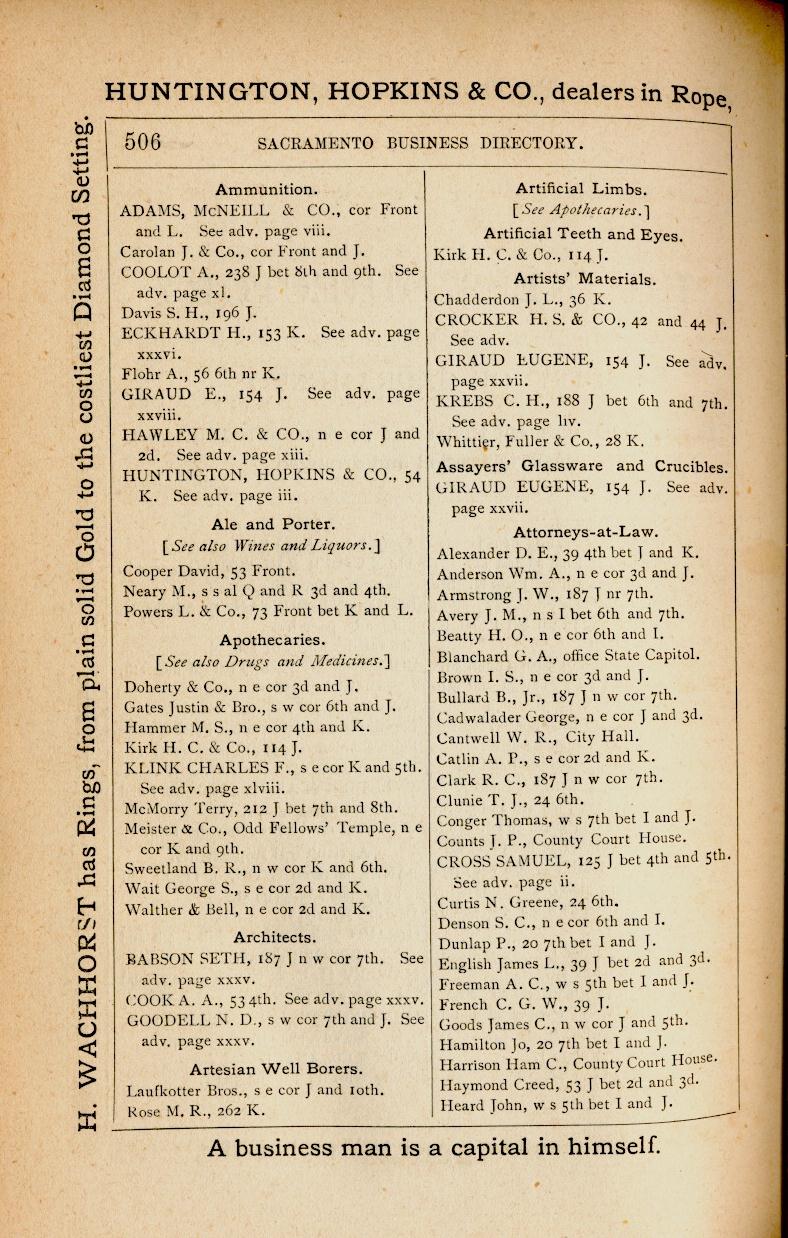 HUNTINGTON, HOPKINS & CO., dealers in Rope,
506 SACRAMENTO BUSINESS DIRECTORY.
Ammunition.
ADAMS, McNEILL & CO., cor Front
and L. See adv. page viii.
Carolan J. & Co., cor Front and J.
COOLOT A., 238 J bet 8th and 9th. See
adv. page xl.
Davis S. H., 196 J.
ECKHARDT H., 153 K. See adv. page
xxxvi.
Flohr A., 56 6th nr K.
GIRAUD E., 154 J. See adv. page
xxviii.
HAWLEY M. C. & CO., n e cor J and
2d. See adv. page xiii.
HUNTINGTON, HOPKINS & CO., 54
K. See adv. page iii.
Ale and Porter.
[See also Wines and Liquors.]
Cooper David, 53 Front.
Neary M., s s al Q and R 3d and 4th.
Powers L. & Co., 73 Front bet K and L.
Apothecaries.
[See also Drugs and Medicines.]
Doherty & Co., n e cor 3d and J.
Gates Justin & Bro., s w cor 6th and J.
Hammer M. S., n e cor 4th and K.
Kirk H. C. & Co., 114 J.
KLINK CHARLES F., s e cor K and 5th.
See adv. page xlviii.
McMorry Terry, 212 J bet 7th and 8th.
Meister & Co., Odd Fellows' Temple, n e
cor K and 9th.
Sweetland B. R., n w cor K and 6th.
Wait George S., s e cor 2d and K.
Walther & Bell, n e cor 2d and K.
Architects.
BABSON SETH, 187 J n w cor 7th. See
adv. page xxxv.
COOK A. A., 53 4th. See adv. page xxxv.
GOODELL N. D., s w cor 7th and J. See
adv. page xxxv.
Artesian Well Borers.
Laufkotter Bros., s e cor J and 10th.
Rose M. R., 262 K.
Artificial Limbs.
[See Apothecaries.]
Artificial Teeth and Eyes.
Kirk H. C. & Co., 114 J.
Artists' Materials.
Chadderdon J. L., 36 K.
CROCKER H. S. & CO., 42 and 44 J.
See adv.
GIRAUD EUGENE, 154 J. See adv.
page xxvii.
KREBS C. H., 188 J bet 6th and 7th.
See adv. page liv.
Whittier, Fuller & Co., 28 K.
Assayers' Glassware and Crucibles.
GIRAUD EUGENE, 154 J. See adv.
page xxvii.
Attorneys-at-Law.
Alexander D. E., 39 4th bet J and K.
Anderson Wm. A., n e cor 3d and J.
Armstrong J. W., 187 J nr 7th.
Avery J. M., n s I bet 6th and 7th.
Beatty H. O., n e cor 6th and I.
Blanchard G. A., office State Capitol.
Brown I. S., n e cor 3d and J.
Bullard B., Jr., 187 J n w cor 7th.
Cadwalader George, n e cor J and 3d.
Cantwell W. R., City Hall.
Catlin A. P., s e cor 2d and K.
Clark R. C., 187 J n w cor 7th.
Clunie T. J., 24 6th.
Conger Thomas, w s 7th bet I and J.
Counts J. P., County Court House.
CROSS SAMUEL, 125 J bet 4th and 5th.
See adv. page ii.
Curtis N. Greene, 24 6th.
Denson S. C., n e cor 6th and I.
Dunlap P., 20 7th bet I and J.
English James L., 39 J bet 2d and 3d.
Freeman A. C., w s 5th bet I and J.
French C. G. W., 39 J.
Goods James C., n w cor J and 5th.
Hamilton Jo, 20 7th bet I and J.
Harrison Ham C., County Court House.
Haymond Creed, 53 J bet 2d and 3d.
Heard John, w s 5th bet I and J.
A business man is a capital in himself.
H. WACHHORST has Rings, from plain solid Gold to the costliest Diamond Setting.